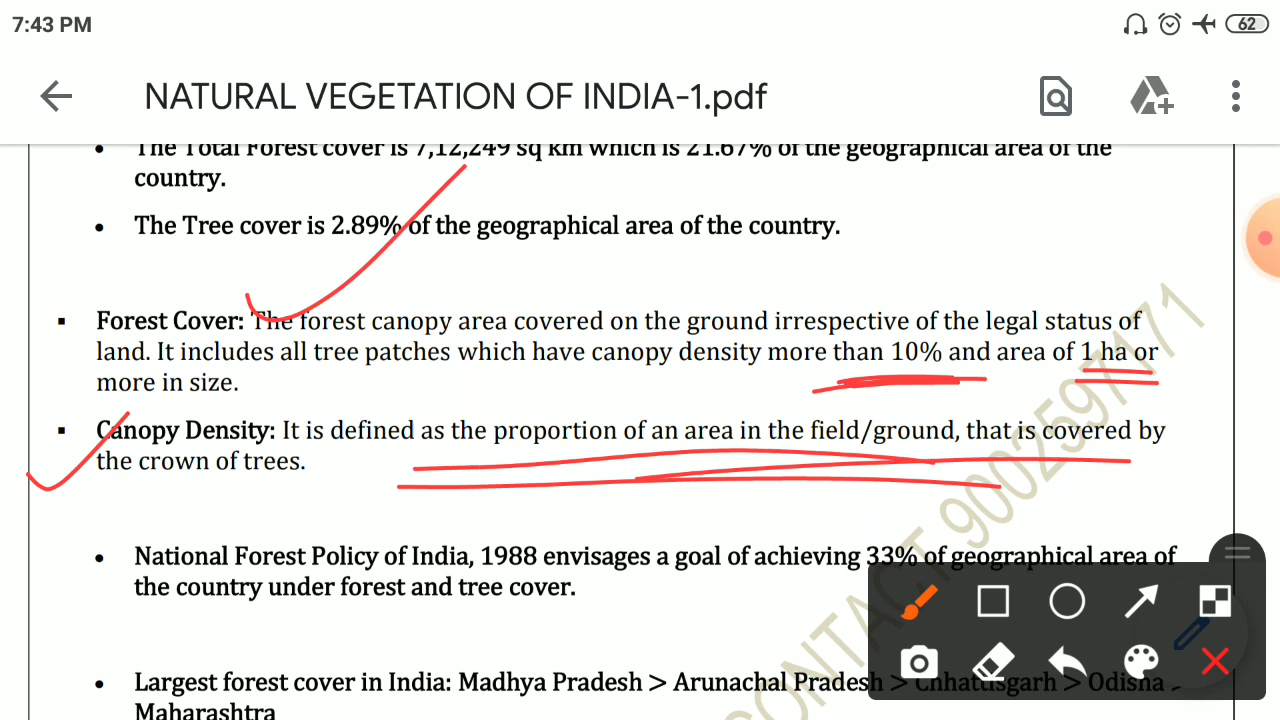 7:43 PM
62
NATURAL VEGETATION OF INDIA-1.pdf
The Total Forest cover is 7,12,249 sq km which is 21.67% of the geographical area of the
country.
• The Tree cover is 2.89% of the geographical area of the country.
▪ Forest Cover: The forest canopy area covered on the ground irrespective of the legal status of
land. It includes all tree patches which have canopy density more than 10% and area of 1 ha or
more in size.
▪ Canopy Density: It is defined as the proportion of an area in the field/ground, that is covered by
the crown of trees.
• National Forest Policy of India, 1988 envisages a goal of achieving 33% of geographical area of
the country under forest and tree cover.
• Largest forest cover in India: Madhya Pradesh > Arunachal Pradesh > Chhattisgarh > Odisha >
Maharashtra
CONTACT 9002597171